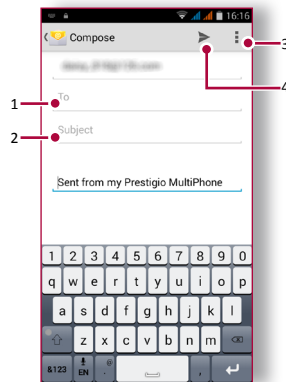 16:16
Compose
3
4
1
To
2
Subject
Sent from my Prestigio MultiPhone
1 2 3 4 5 6 7 8 9 0
q w e r t y u i o p
a s d f g h j k l
z x c v b n m
&123 EN @ . ,